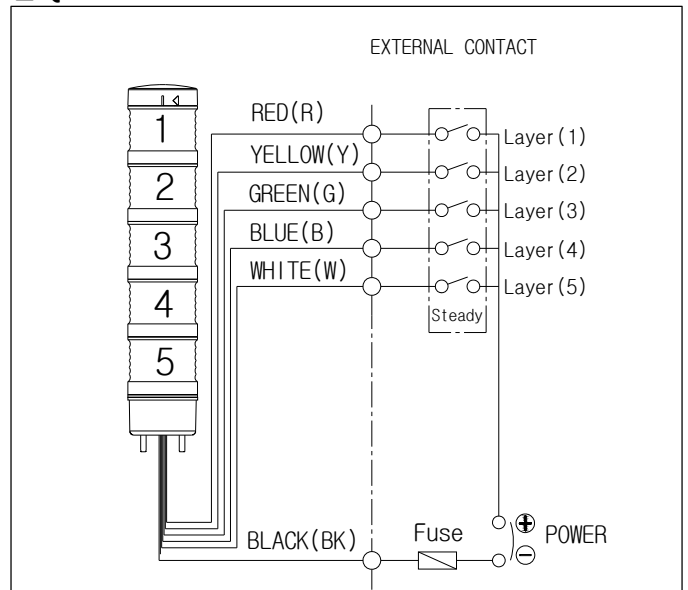 EXTERNAL CONTACT
RED(R)
Layer(1)
YELLOW(Y)
Layer(2)
GREEN(G)
Layer(3)
BLUE(B)
Layer(4)
WHITE(W)
Layer(5)
Steady
1
2
3
4
5
BLACK(BK)
Fuse
+
POWER
−